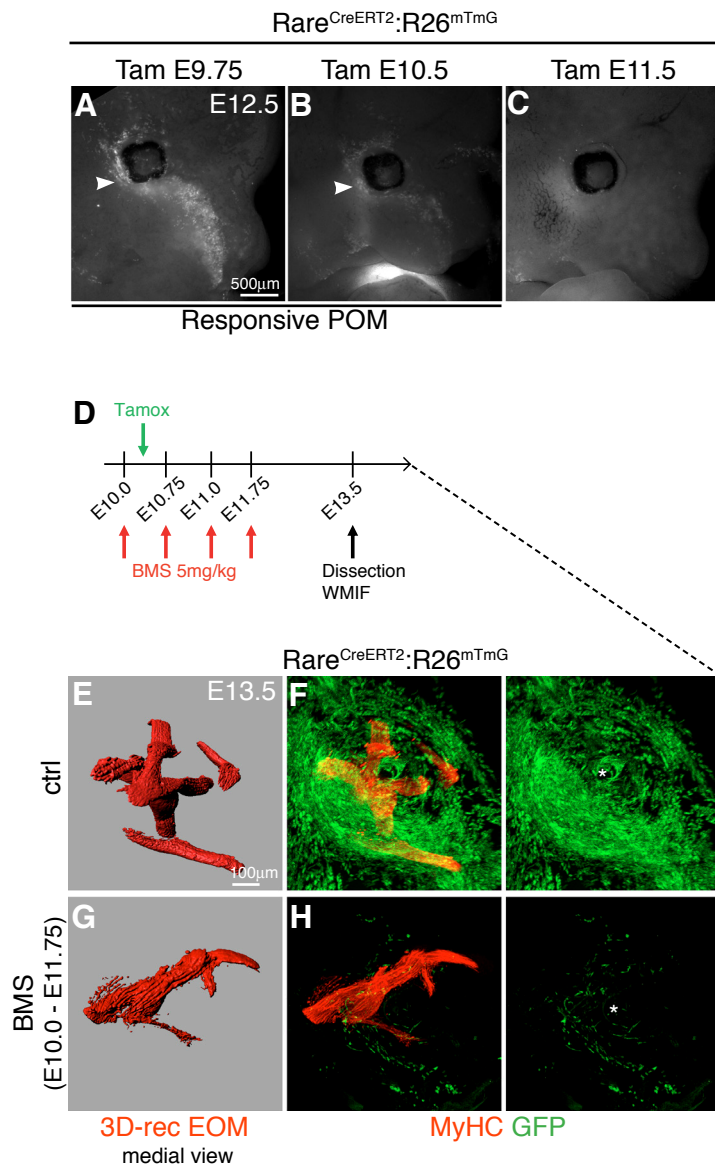 Rare^CreERT2:R26^mTmG
Tam E9.75 Tam E10.5 Tam E11.5
A E12.5 B C
500µm
Responsive POM
D
Tamox
E10.0 E10.75 E11.0 E11.75 E13.5
BMS 5mg/kg Dissection
WMIF
Rare^CreERT2:R26^mTmG
E E13.5 F
ctrl
100µm
*
G H
BMS
(E10.0 - E11.75)
*
3D-rec EOM MyHC GFP
medial view